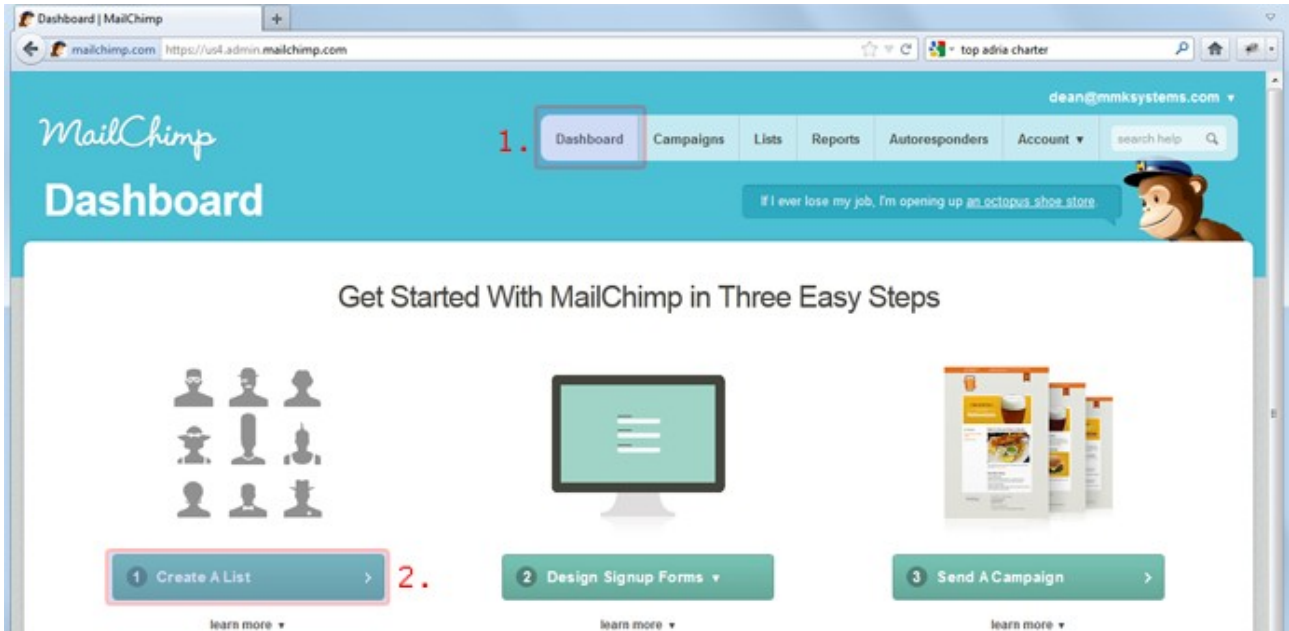 Dashboard | MailChimp
mailchimp.com https://us4.admin.mailchimp.com top adria charter
dean@mmksystems.com
MailChimp
1. Dashboard Campaigns Lists Reports Autoresponders Account search help
Dashboard
If I ever lose my job, I'm opening up an octopus shoe store.
Get Started With MailChimp in Three Easy Steps
1 Create A List 2. 2 Design Signup Forms 3 Send A Campaign
learn more learn more learn more